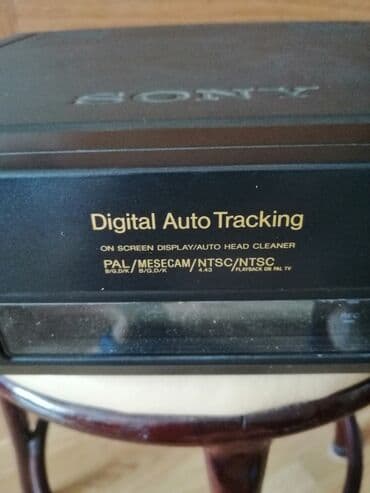 SONY
Digital Auto Tracking
ON SCREEN DISPLAY/AUTO HEAD CLEANER
PAL/MESECAM/NTSC/NTSC
B/G,D/K B/G,D/K 4.43 PLAYBACK ON PAL TV
REC